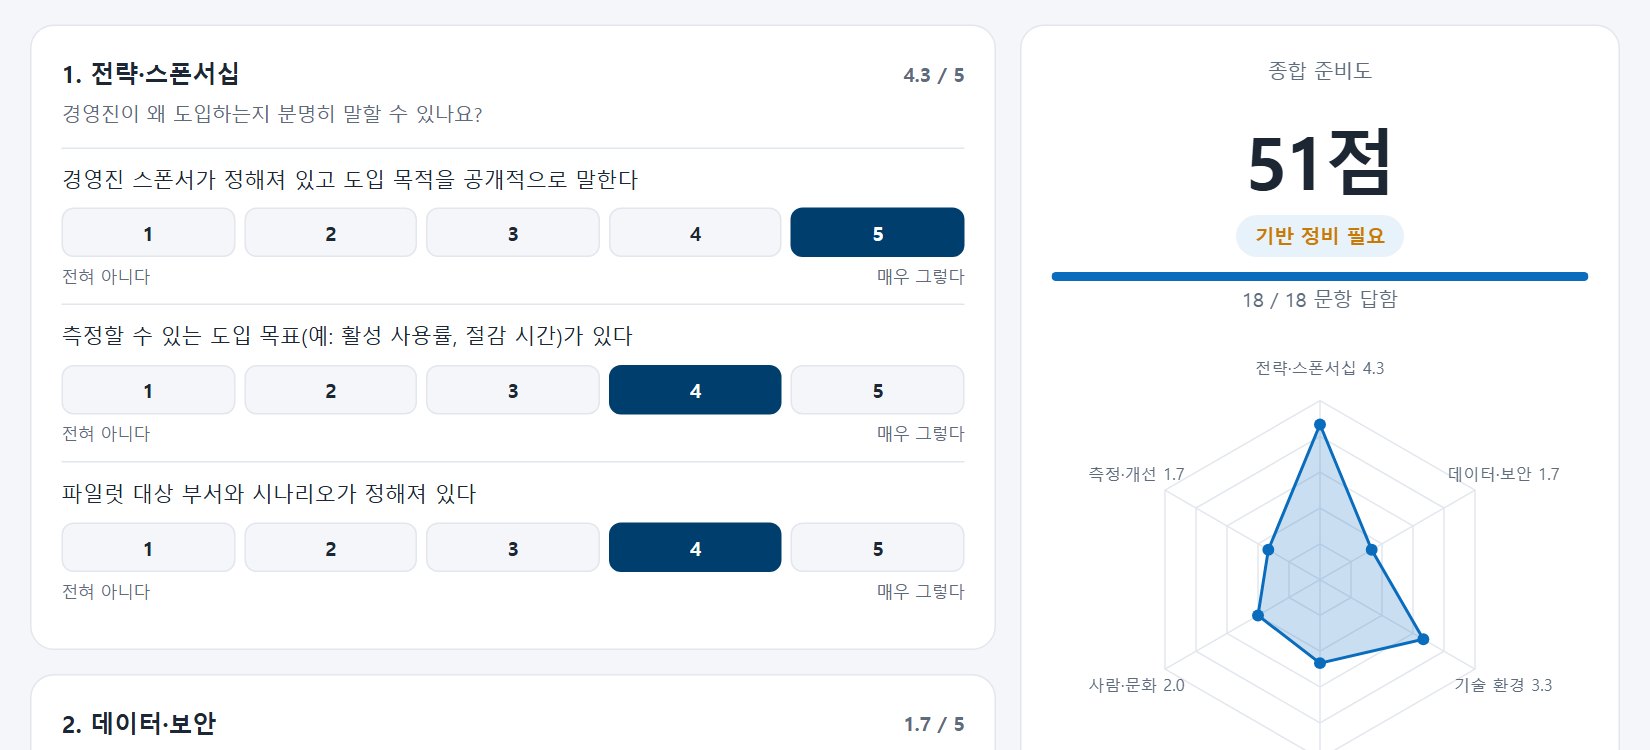 1. 전략·스폰서십
4.3 / 5
경영진이 왜 도입하는지 분명히 말할 수 있나요?
경영진 스폰서가 정해져 있고 도입 목적을 공개적으로 말한다
1 2 3 4 5
전혀 아니다 매우 그렇다
측정할 수 있는 도입 목표(예: 활성 사용률, 절감 시간)가 있다
1 2 3 4 5
전혀 아니다 매우 그렇다
파일럿 대상 부서와 시나리오가 정해져 있다
1 2 3 4 5
전혀 아니다 매우 그렇다
2. 데이터·보안
1.7 / 5
종합 준비도
51점
기반 정비 필요
18 / 18 문항 답함
전략·스폰서십 4.3
측정·개선 1.7
데이터·보안 1.7
사람·문화 2.0
기술 환경 3.3